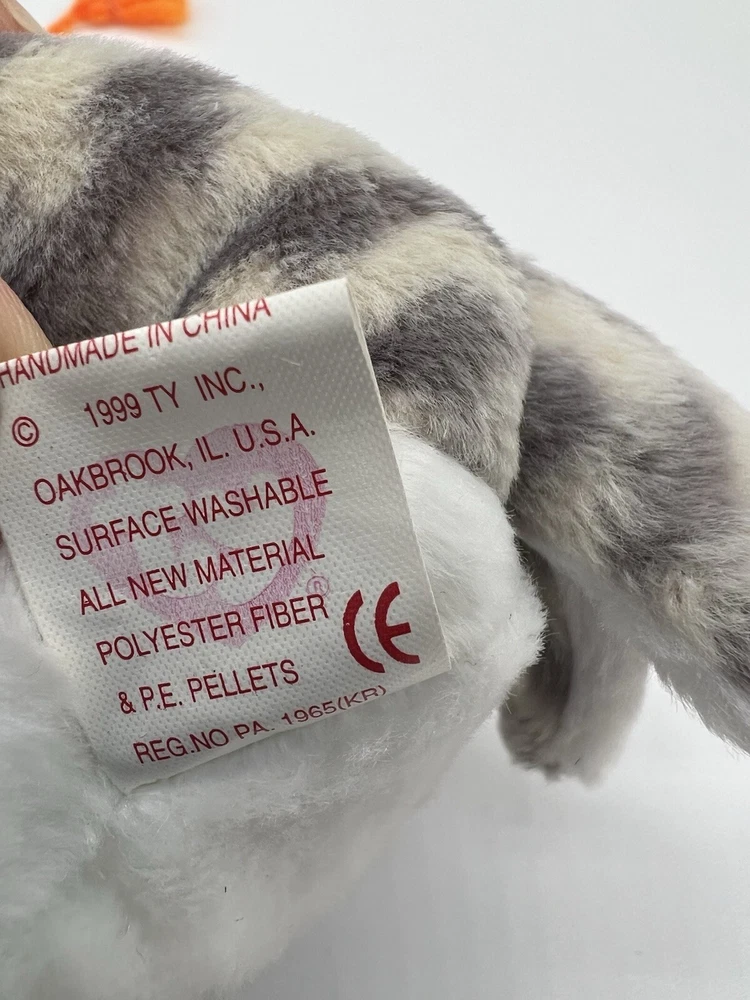 HANDMADE IN CHINA
© 1999 TY INC.,
OAKBROOK, IL. U.S.A.
SURFACE WASHABLE
ALL NEW MATERIAL
POLYESTER FIBER ®
& P.E. PELLETS CE
REG.NO PA. 1965(KR)